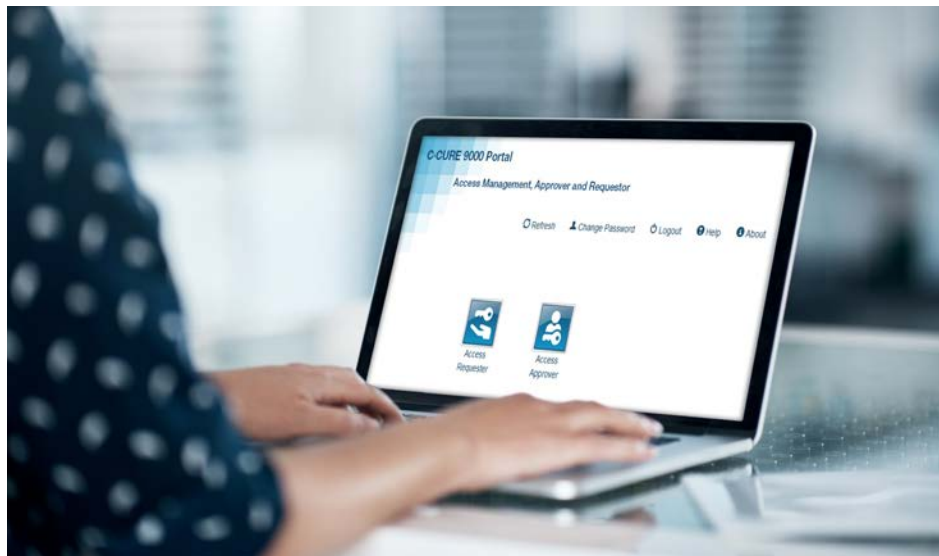 C•CURE 9000 Portal
Access Management, Approver and Requestor
Refresh Change Password Logout Help About
Access
Requester
Access
Approver